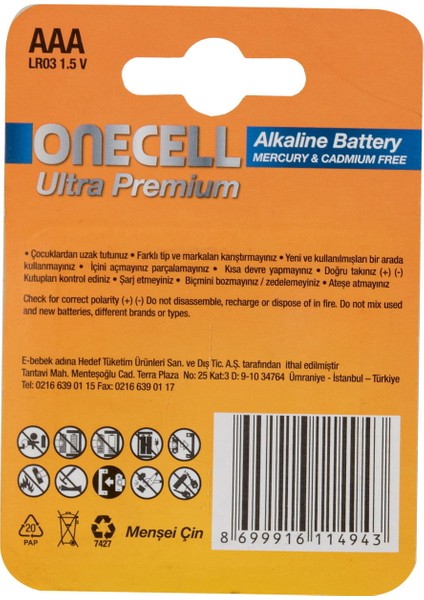 AAA
LR03 1.5 V
ONECELL
Ultra Premium
Alkaline Battery
MERCURY & CADMIUM FREE
• Çocuklardan uzak tutunuz • Farklı tip ve markaları karıştırmayınız • Yeni ve kullanılmışları bir arada
kullanmayınız • İçini açmayınız parçalamayınız • Kısa devre yapmayınız • Doğru takınız (+) (-)
Kutupları kontrol ediniz • Şarj etmeyiniz • Biçmini bozmayınız / zedelemeyiniz • Ateşe atmayınız
Check for correct polarity (+) (-) Do not disassemble, recharge or dispose of in fire. Do not mix used
and new batteries, different brands or types.
E-bebek adına Hedef Tüketim Ürünleri San. ve Dış Tic. A.Ş. tarafından ithal edilmiştir
Tantavi Mah. Menteşoğlu Cad. Terra Plaza No: 25 Kat:3 D: 9-10 34764 Ümraniye - İstanbul – Türkiye
Tel: 0216 639 01 15 Fax: 0216 639 01 17
20
PAP
7427
Menşei Çin
8 699916 114943